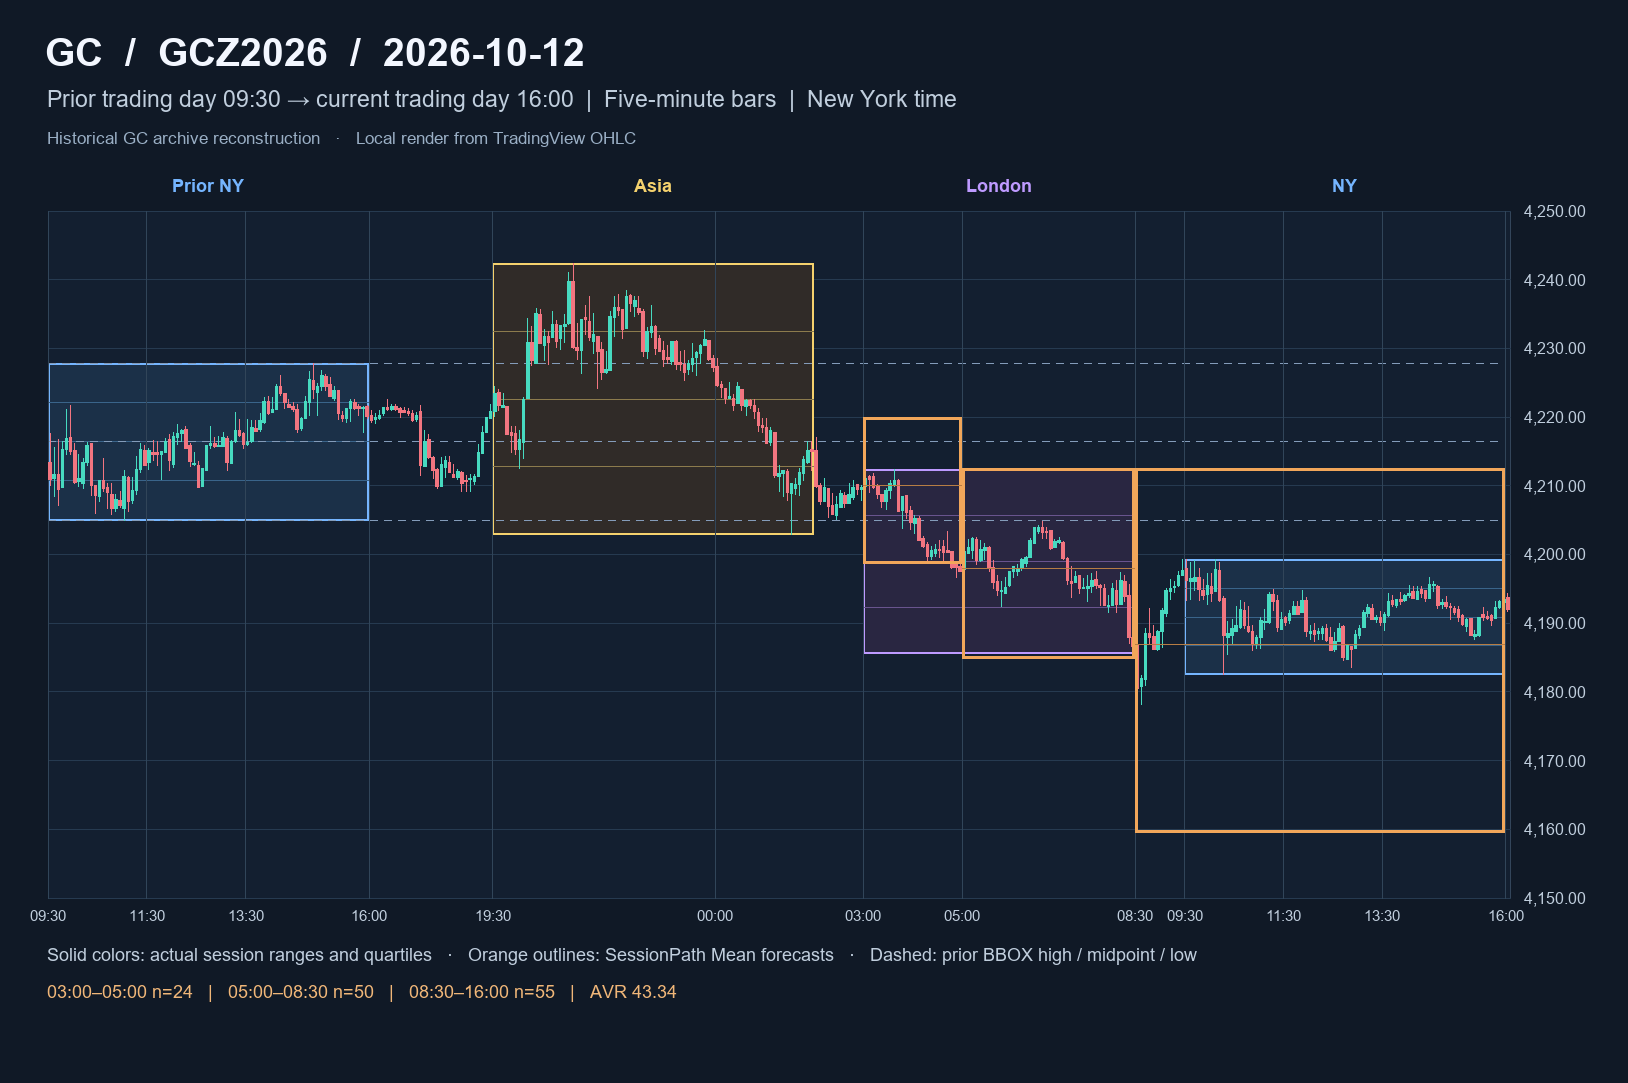 GC / GCZ2026 / 2026-10-12
Prior trading day 09:30 → current trading day 16:00 | Five-minute bars | New York time
Historical GC archive reconstruction · Local render from TradingView OHLC
Prior NY Asia London NY
4,250.00
4,240.00
4,230.00
4,220.00
4,210.00
4,200.00
4,190.00
4,180.00
4,170.00
4,160.00
4,150.00
09:30 11:30 13:30 16:00 19:30 00:00 03:00 05:00 08:30 09:30 11:30 13:30 16:00
Solid colors: actual session ranges and quartiles · Orange outlines: SessionPath Mean forecasts · Dashed: prior BBOX high / midpoint / low
03:00–05:00 n=24 | 05:00–08:30 n=50 | 08:30–16:00 n=55 | AVR 43.34